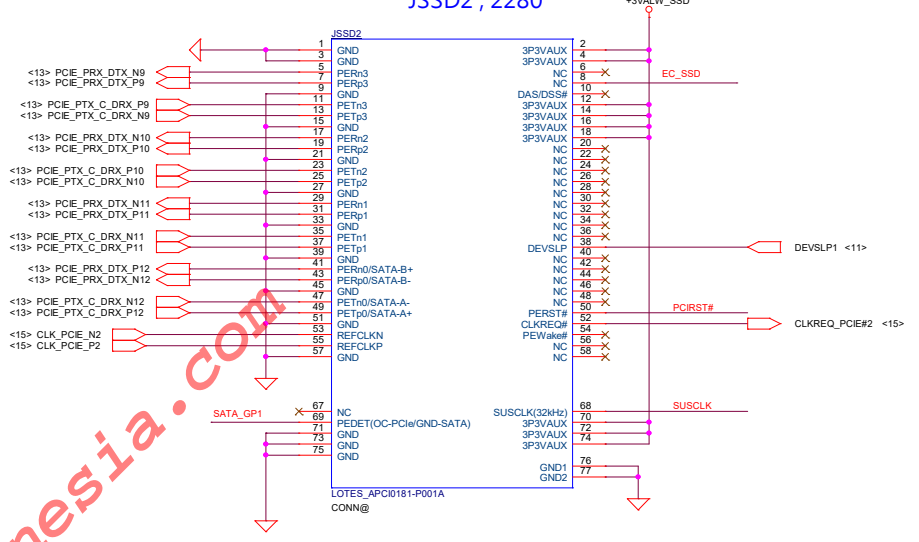 JSSD2 , 2280
+3VALW_SSD
JSSD2
1 GND 3P3VAUX 2
3 GND 3P3VAUX 4
<13> PCIE_PRX_DTX_N9 5 PERn3 NC 6
<13> PCIE_PRX_DTX_P9 7 PERp3 NC 8 EC_SSD
9 GND DAS/DSS# 10
<13> PCIE_PTX_C_DRX_P9 11 PETn3 3P3VAUX 12
<13> PCIE_PTX_C_DRX_N9 13 PETp3 3P3VAUX 14
15 GND 3P3VAUX 16
<13> PCIE_PRX_DTX_N10 17 PERn2 3P3VAUX 18
<13> PCIE_PRX_DTX_P10 19 PERp2 NC 20
21 GND NC 22
<13> PCIE_PTX_C_DRX_P10 23 PETn2 NC 24
<13> PCIE_PTX_C_DRX_N10 25 PETp2 NC 26
27 GND NC 28
<13> PCIE_PRX_DTX_N11 29 PERn1 NC 30
<13> PCIE_PRX_DTX_P11 31 PERp1 NC 32
33 GND NC 34
<13> PCIE_PTX_C_DRX_N11 35 PETn1 NC 36
<13> PCIE_PTX_C_DRX_P11 37 PETp1 DEVSLP 38 DEVSLP1 <11>
39 GND NC 40
<13> PCIE_PRX_DTX_P12 41 PERn0/SATA-B+ NC 42
<13> PCIE_PRX_DTX_N12 43 PERp0/SATA-B- NC 44
45 GND NC 46
<13> PCIE_PTX_C_DRX_N12 47 PETn0/SATA-A- NC 48
<13> PCIE_PTX_C_DRX_P12 49 PETp0/SATA-A+ PERST# 50 PCIRST#
51 GND CLKREQ# 52 CLKREQ_PCIE#2 <15>
<15> CLK_PCIE_N2 53 REFCLKN PEWake# 54
<15> CLK_PCIE_P2 55 REFCLKP NC 56
57 GND NC 58
67 NC SUSCLK(32kHz) 68 SUSCLK
SATA_GP1 69 PEDET(OC-PCIe/GND-SATA) 3P3VAUX 70
71 GND 3P3VAUX 72
73 GND 3P3VAUX 74
75 GND
GND1 76
GND2 77
LOTES_APCI0181-P001A
CONN@
nesia.com